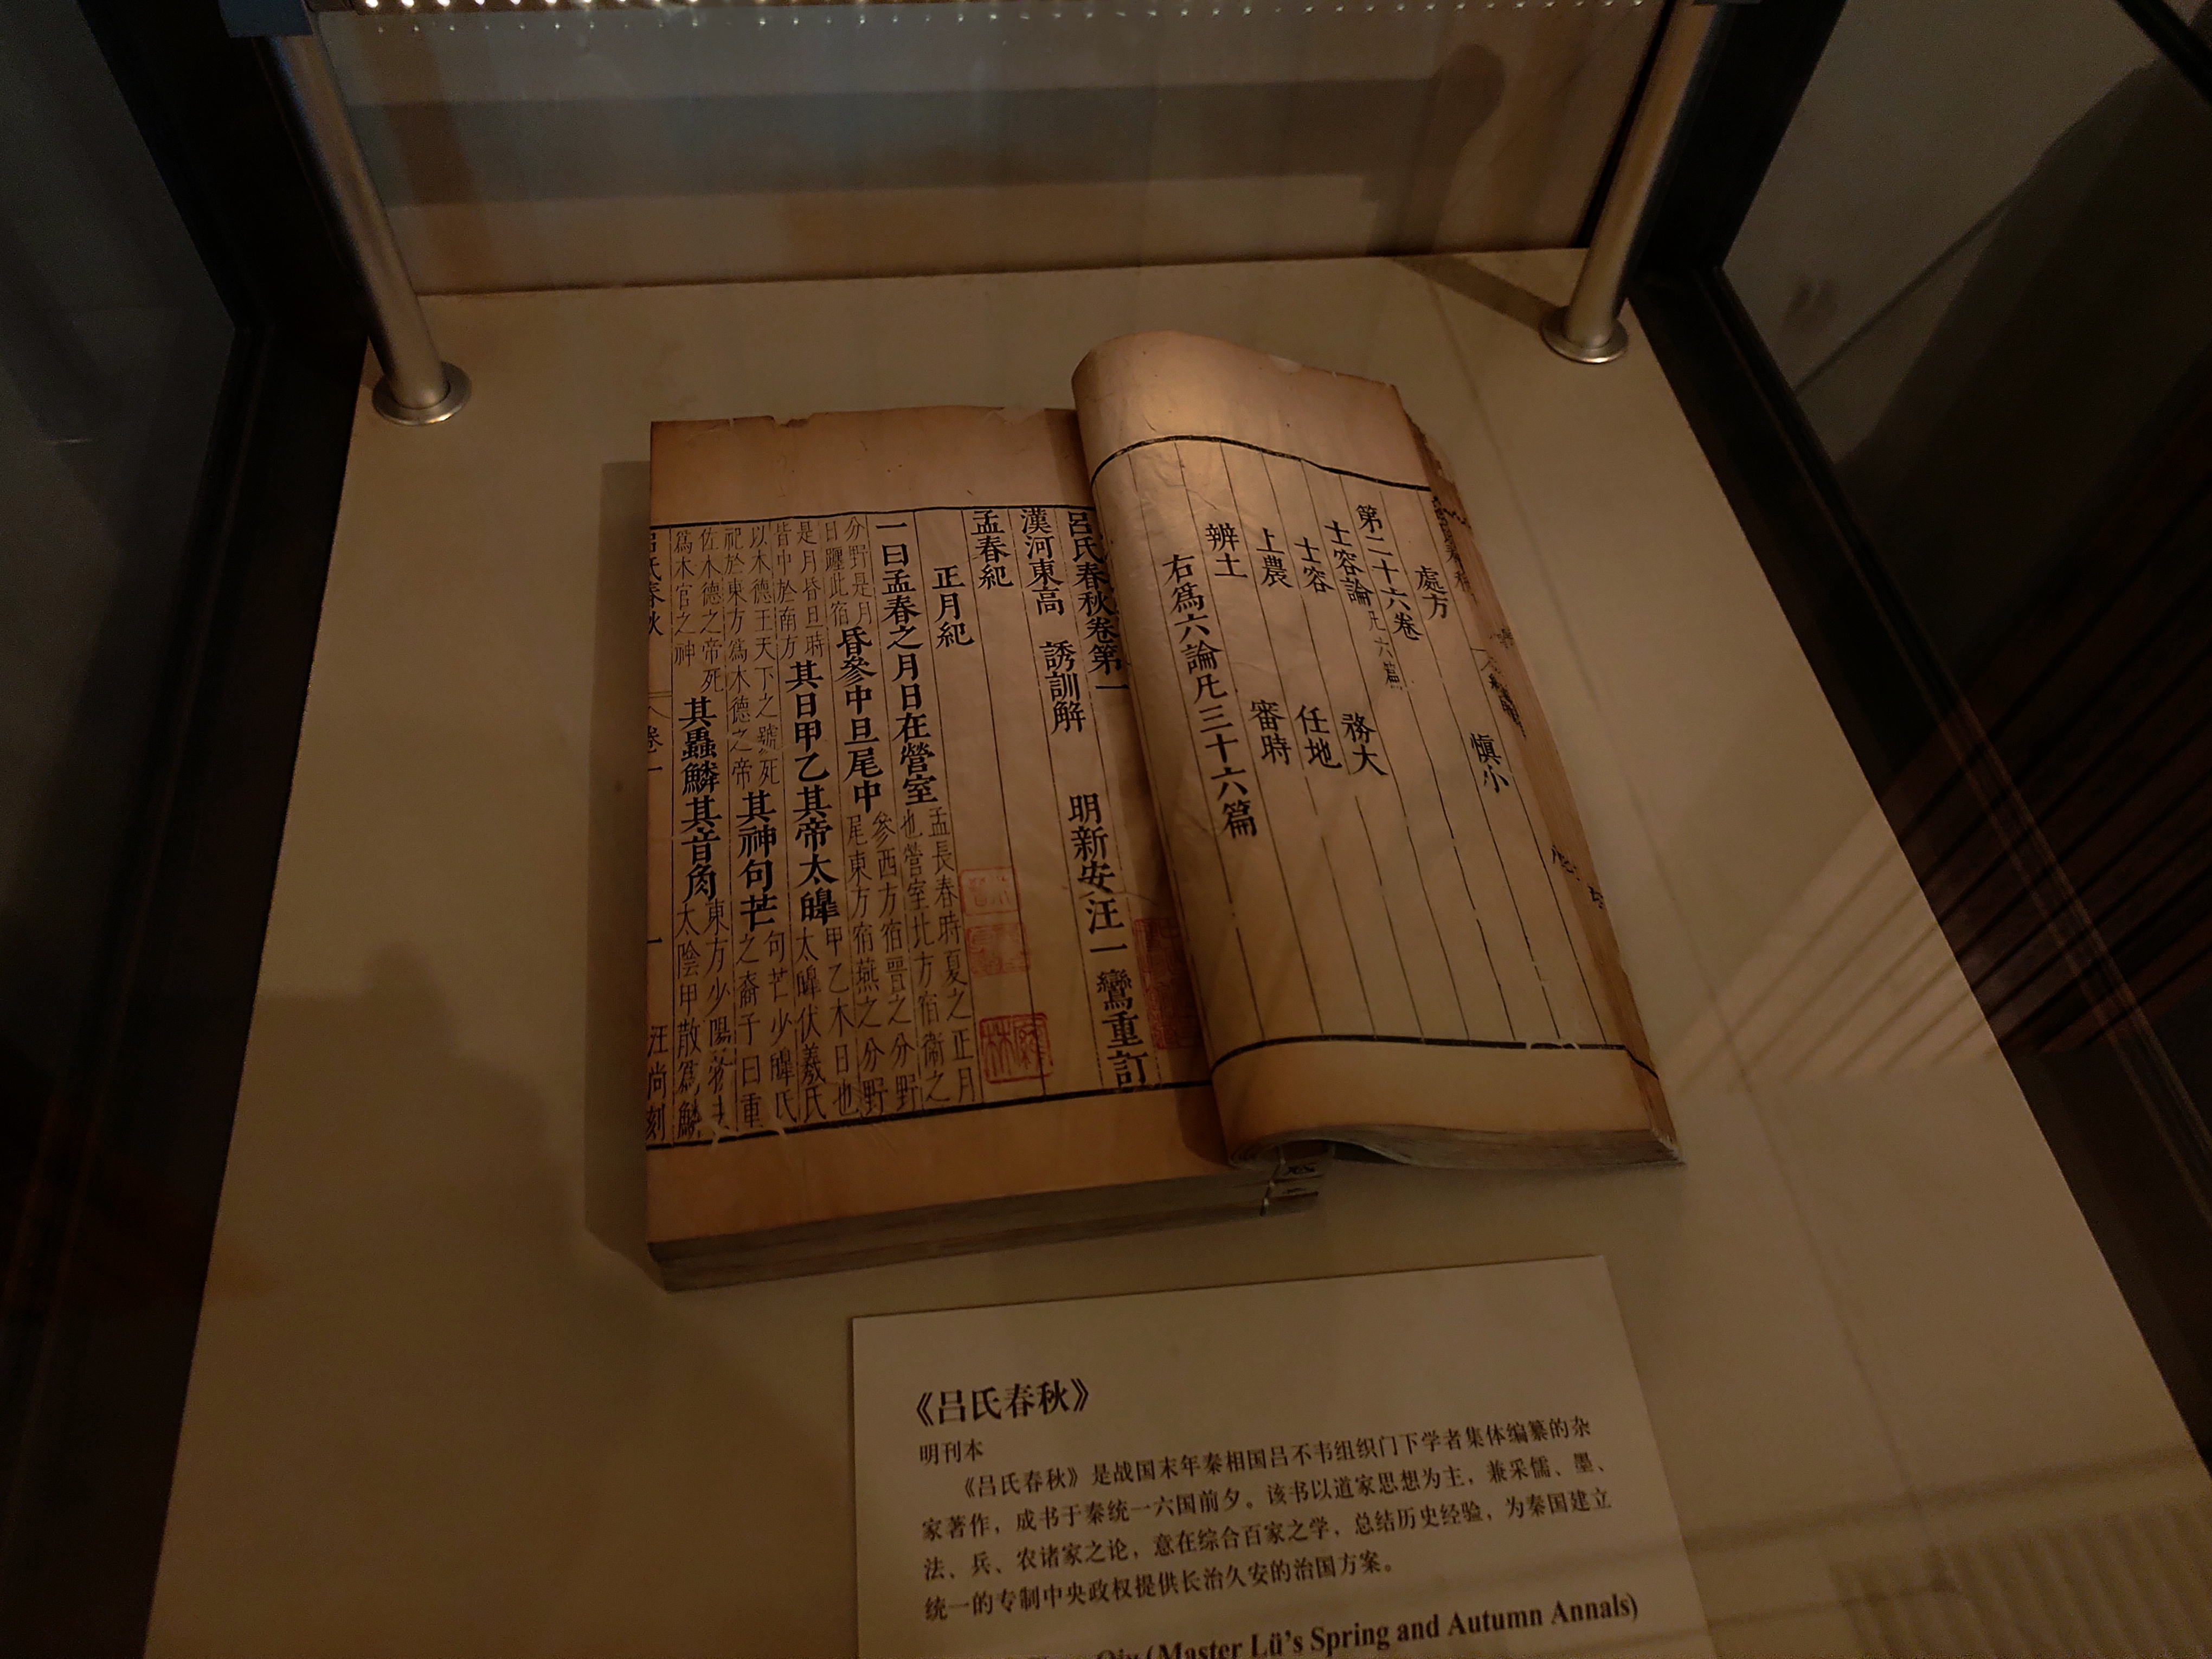 處方
慎小
第二十六卷
士容論凡六篇
務大
士容
任地
上農
審時
辨土
右爲六論凡三十六篇
呂氏春秋卷第一
漢河東高 誘訓解
明新安汪一鸞重訂
孟春紀
正月紀
一曰孟春之月日在營室孟長春時夏之正月
也營室北方宿衞之
分野是月
日躔此宿昏參中旦尾中參西方宿晋之分野
尾東方宿燕之分野
是月昏旦時
皆中於南方其日甲乙其帝太皥甲乙木日也
太皥伏羲氏
以木德王天下之號死
祀於東方爲木德之帝其神句芒句芒少皥氏
之裔子曰重
佐木德之帝死
爲木官之神其蟲鱗其音角東方少陽
太陰甲散爲鱗
呂氏春秋
卷一
一
汪尚刻
《吕氏春秋》
明刊本
《吕氏春秋》是战国末年秦相国吕不韦组织门下学者集体编纂的杂
家著作，成书于秦统一六国前夕。该书以道家思想为主，兼采儒、墨、
法、兵、农诸家之论，意在综合百家之学，总结历史经验，为秦国建立
统一的专制中央政权提供长治久安的治国方案。
Qiu (Master Lü's Spring and Autumn Annals)